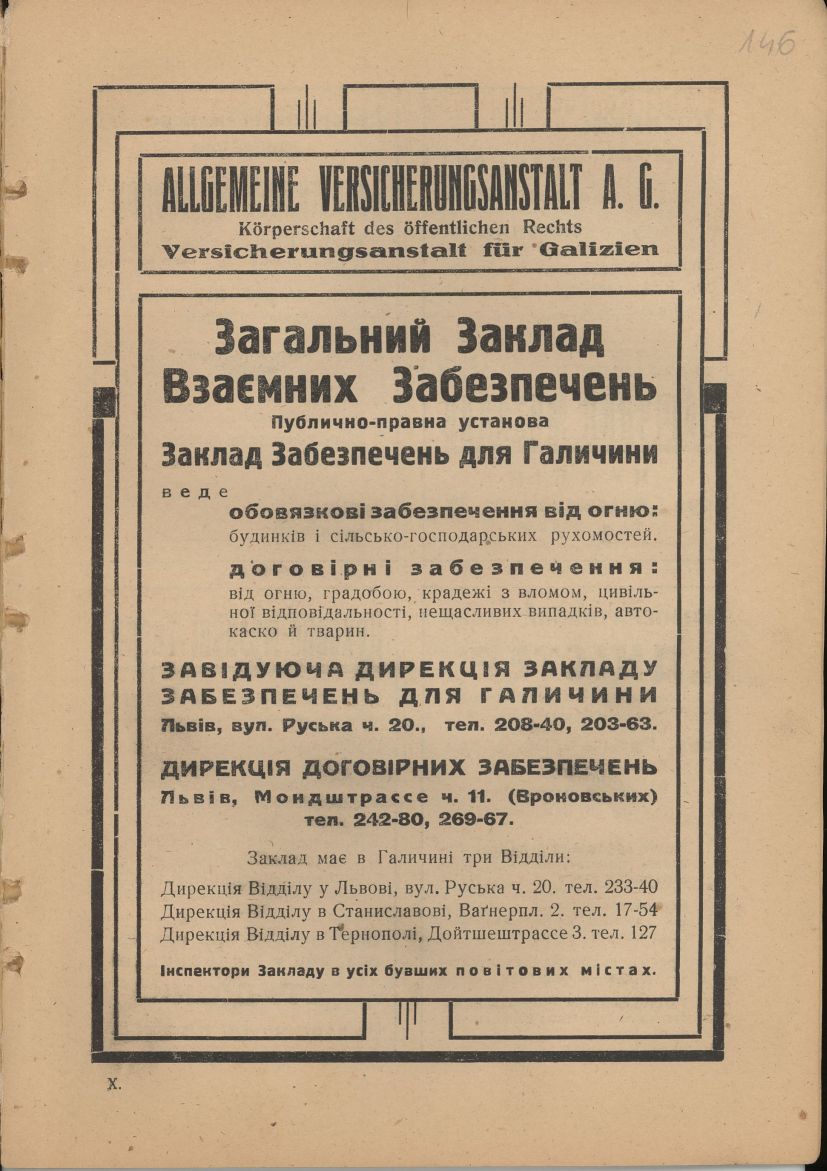 146
ALLGEMEINE VERSICHERUNGSANSTALT A. G.
Körperschaft des öffentlichen Rechts
Versicherungsanstalt für Galizien
Загальний Заклад
Взаємних Забезпечень
Публично-правна установа
Заклад Забезпечень для Галичини
веде
обовязкові забезпечення від огню:
будинків і сільсько-господарських рухомостей.
договірні забезпечення:
від огню, градобою, крадежі з вломом, цивіль-
ної відповідальності, нещасливих випадків, авто-
каско й тварин.
ЗАВІДУЮЧА ДИРЕКЦІЯ ЗАКЛАДУ
ЗАБЕЗПЕЧЕНЬ ДЛЯ ГАЛИЧИНИ
Львів, вул. Руська ч. 20., тел. 208-40, 203-63.
ДИРЕКЦІЯ ДОГОВІРНИХ ЗАБЕЗПЕЧЕНЬ
Львів, Мондштрассе ч. 11. (Вроновських)
тел. 242-80, 269-67.
Заклад має в Галичині три Відділи:
Дирекція Відділу у Львові, вул. Руська ч. 20. тел. 233-40
Дирекція Відділу в Станиславові, Ваґнерпл. 2. тел. 17-54
Дирекція Відділу в Тернополі, Дойтшештрассе 3. тел. 127
Інспектори Закладу в усіх бувших повітових містах.
X.